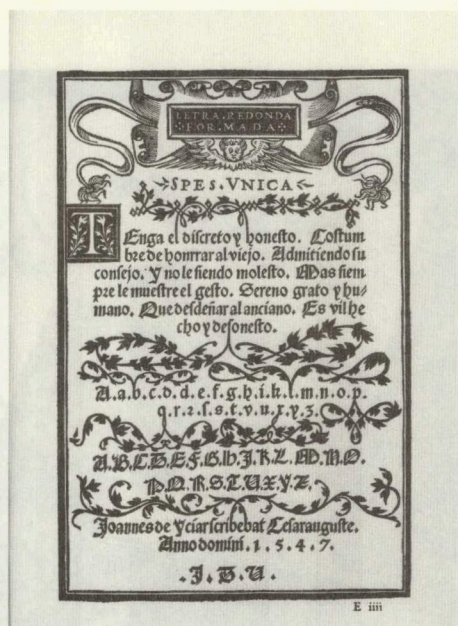 LETRA.REDONDA
FOR.MADA
SPES.VNICA
TEnga el discreto y honesto. Costum
bre de honrrar al viejo. Admitiendo su
consejo. Y no le siendo molesto. Mas siem
pre le muestre el gesto. Sereno grato y hu-
mano. Que desdeñar al anciano. Es vil he
cho y desonesto.
A.a.b.c.d.d.e.f.g.h.i.k.l.m.n.o.p.
q.r.ꝛ.ſ.s.t.v.u.x.y.z.
A.B.C.D.E.F.G.H.J.K.L.M.N.O.
P.Q.R.S.T.U.X.Y.Z.
Joannes de Yciar scribebat Cesarauguste.
Anno domini. 1.5.4.7.
.J.D.U.
E iiii